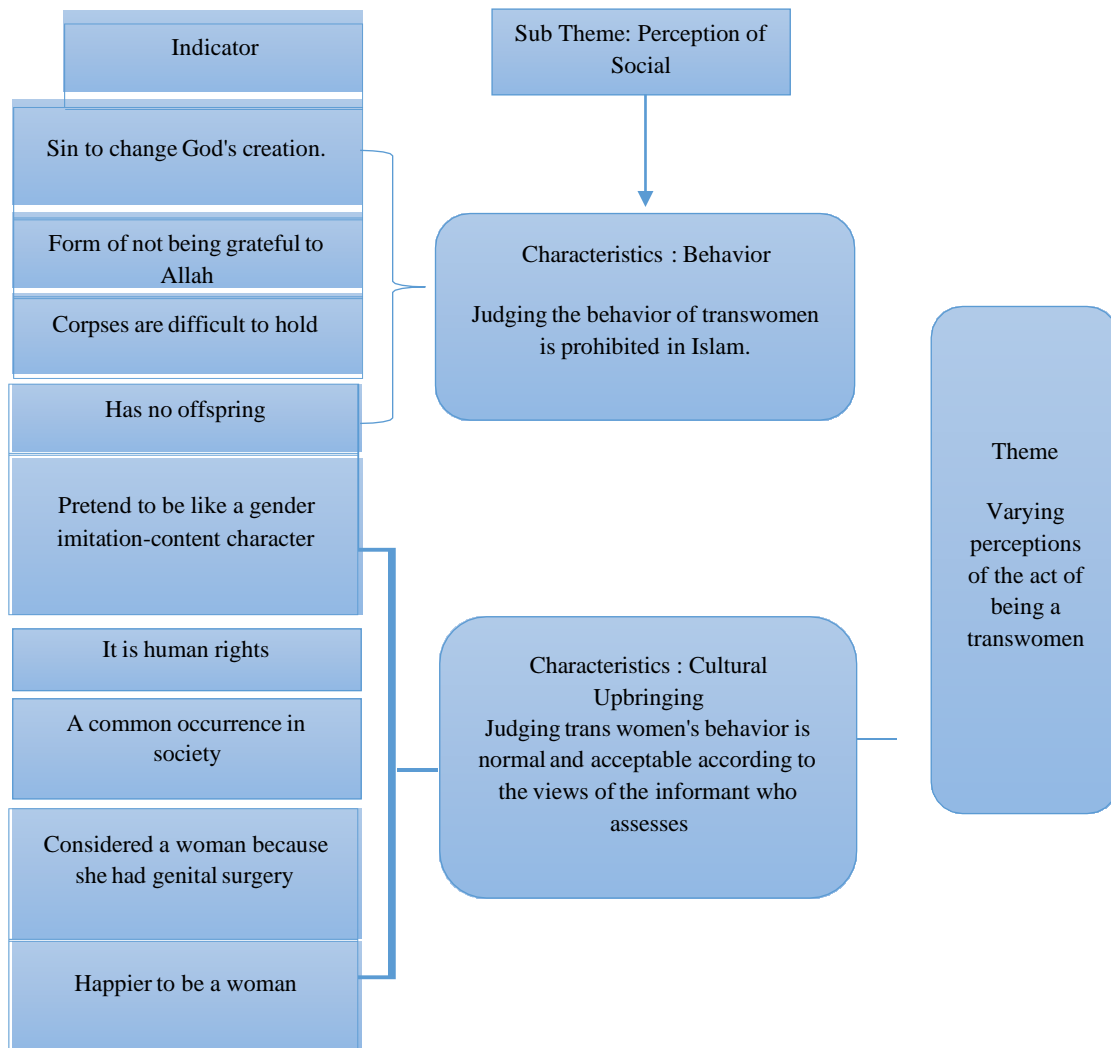 Indicator
Sin to change God's creation.
Form of not being grateful to
Allah
Corpses are difficult to hold
Has no offspring
Pretend to be like a gender
imitation-content character
It is human rights
A common occurrence in
society
Considered a woman because
she had genital surgery
Happier to be a woman
Sub Theme: Perception of
Social
Characteristics : Behavior
Judging the behavior of transwomen
is prohibited in Islam.
Characteristics : Cultural
Upbringing
Judging trans women's behavior is
normal and acceptable according to
the views of the informant who
assesses
Theme
Varying
perceptions
of the act of
being a
transwomen